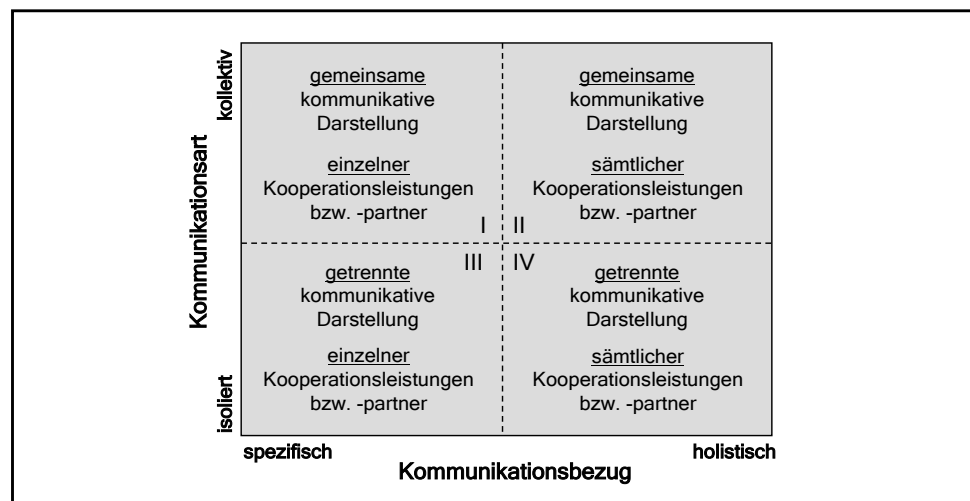 Kommunikationsart
kollektiv
isoliert
gemeinsame
kommunikative
Darstellung
einzelner
Kooperationsleistungen
bzw. -partner
I
gemeinsame
kommunikative
Darstellung
sämtlicher
Kooperationsleistungen
bzw. -partner
II
III
getrennte
kommunikative
Darstellung
einzelner
Kooperationsleistungen
bzw. -partner
IV
getrennte
kommunikative
Darstellung
sämtlicher
Kooperationsleistungen
bzw. -partner
spezifisch
holistisch
Kommunikationsbezug